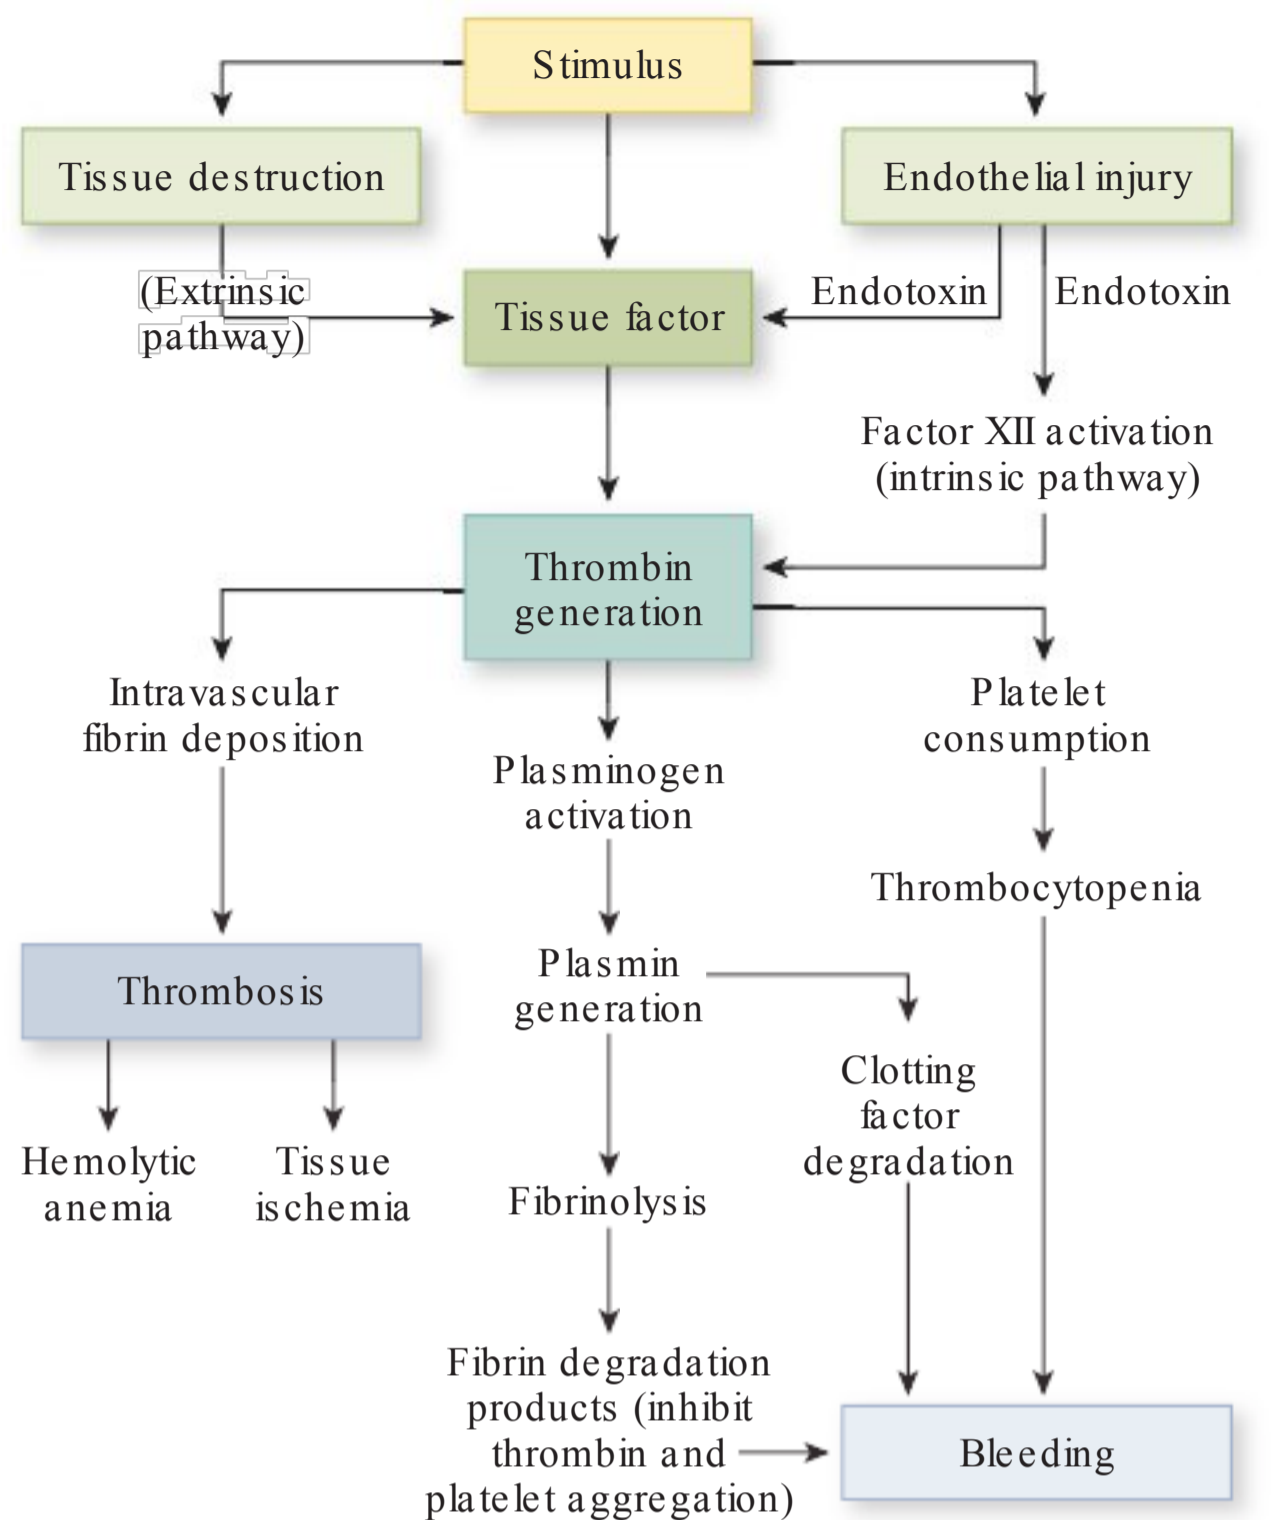 Stimulus
Tissue destruction
Endothelial injury
(Extrinsic
pathway)
Tissue factor
Endotoxin
Endotoxin
Factor XII activation
(intrinsic pathway)
Thrombin
generation
Intravascular
fibrin deposition
Plasminogen
activation
Platelet
consumption
Thrombocytopenia
Thrombosis
Plasmin
generation
Clotting
factor
degradation
Hemolytic
anemia
Tissue
ischemia
Fibrinolysis
Fibrin degradation
products (inhibit
thrombin and
platelet aggregation)
Bleeding